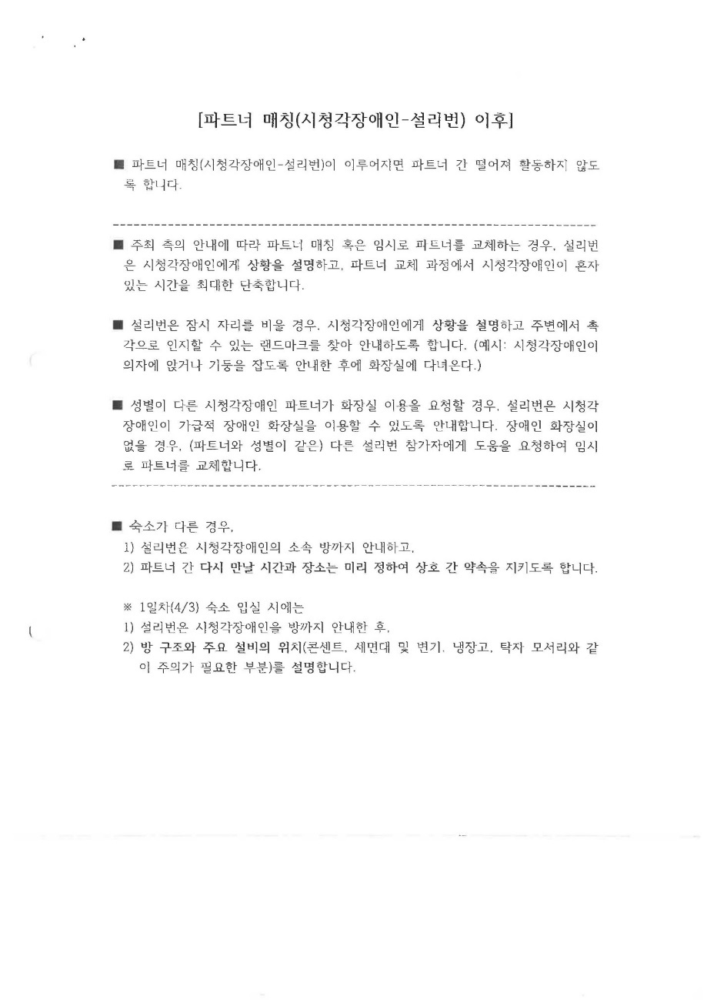 [파트너 매칭(시청각장애인-설리번) 이후]
■ 파트너 매칭(시청각장애인-설리번)이 이루어지면 파트너 간 떨어져 활동하지 않도
록 합니다.
■ 주최 측의 안내에 따라 파트너 매칭 혹은 임시로 파트너를 교체하는 경우, 설리번
은 시청각장애인에게 상황을 설명하고, 파트너 교체 과정에서 시청각장애인이 혼자
있는 시간을 최대한 단축합니다.
■ 설리번은 잠시 자리를 비울 경우, 시청각장애인에게 상황을 설명하고 주변에서 촉
각으로 인지할 수 있는 랜드마크를 찾아 안내하도록 합니다. (예시: 시청각장애인이
의자에 앉거나 기둥을 잡도록 안내한 후에 화장실에 다녀온다.)
■ 성별이 다른 시청각장애인 파트너가 화장실 이용을 요청할 경우, 설리번은 시청각
장애인이 가급적 장애인 화장실을 이용할 수 있도록 안내합니다. 장애인 화장실이
없을 경우, (파트너와 성별이 같은) 다른 설리번 참가자에게 도움을 요청하여 임시
로 파트너를 교체합니다.
■ 숙소가 다른 경우,
1) 설리번은 시청각장애인의 소속 방까지 안내하고,
2) 파트너 간 다시 만날 시간과 장소는 미리 정하여 상호 간 약속을 지키도록 합니다.
※ 1일차(4/3) 숙소 입실 시에는
1) 설리번은 시청각장애인을 방까지 안내한 후,
2) 방 구조와 주요 설비의 위치(콘센트, 세면대 및 변기, 냉장고, 탁자 모서리와 같
이 주의가 필요한 부분)를 설명합니다.